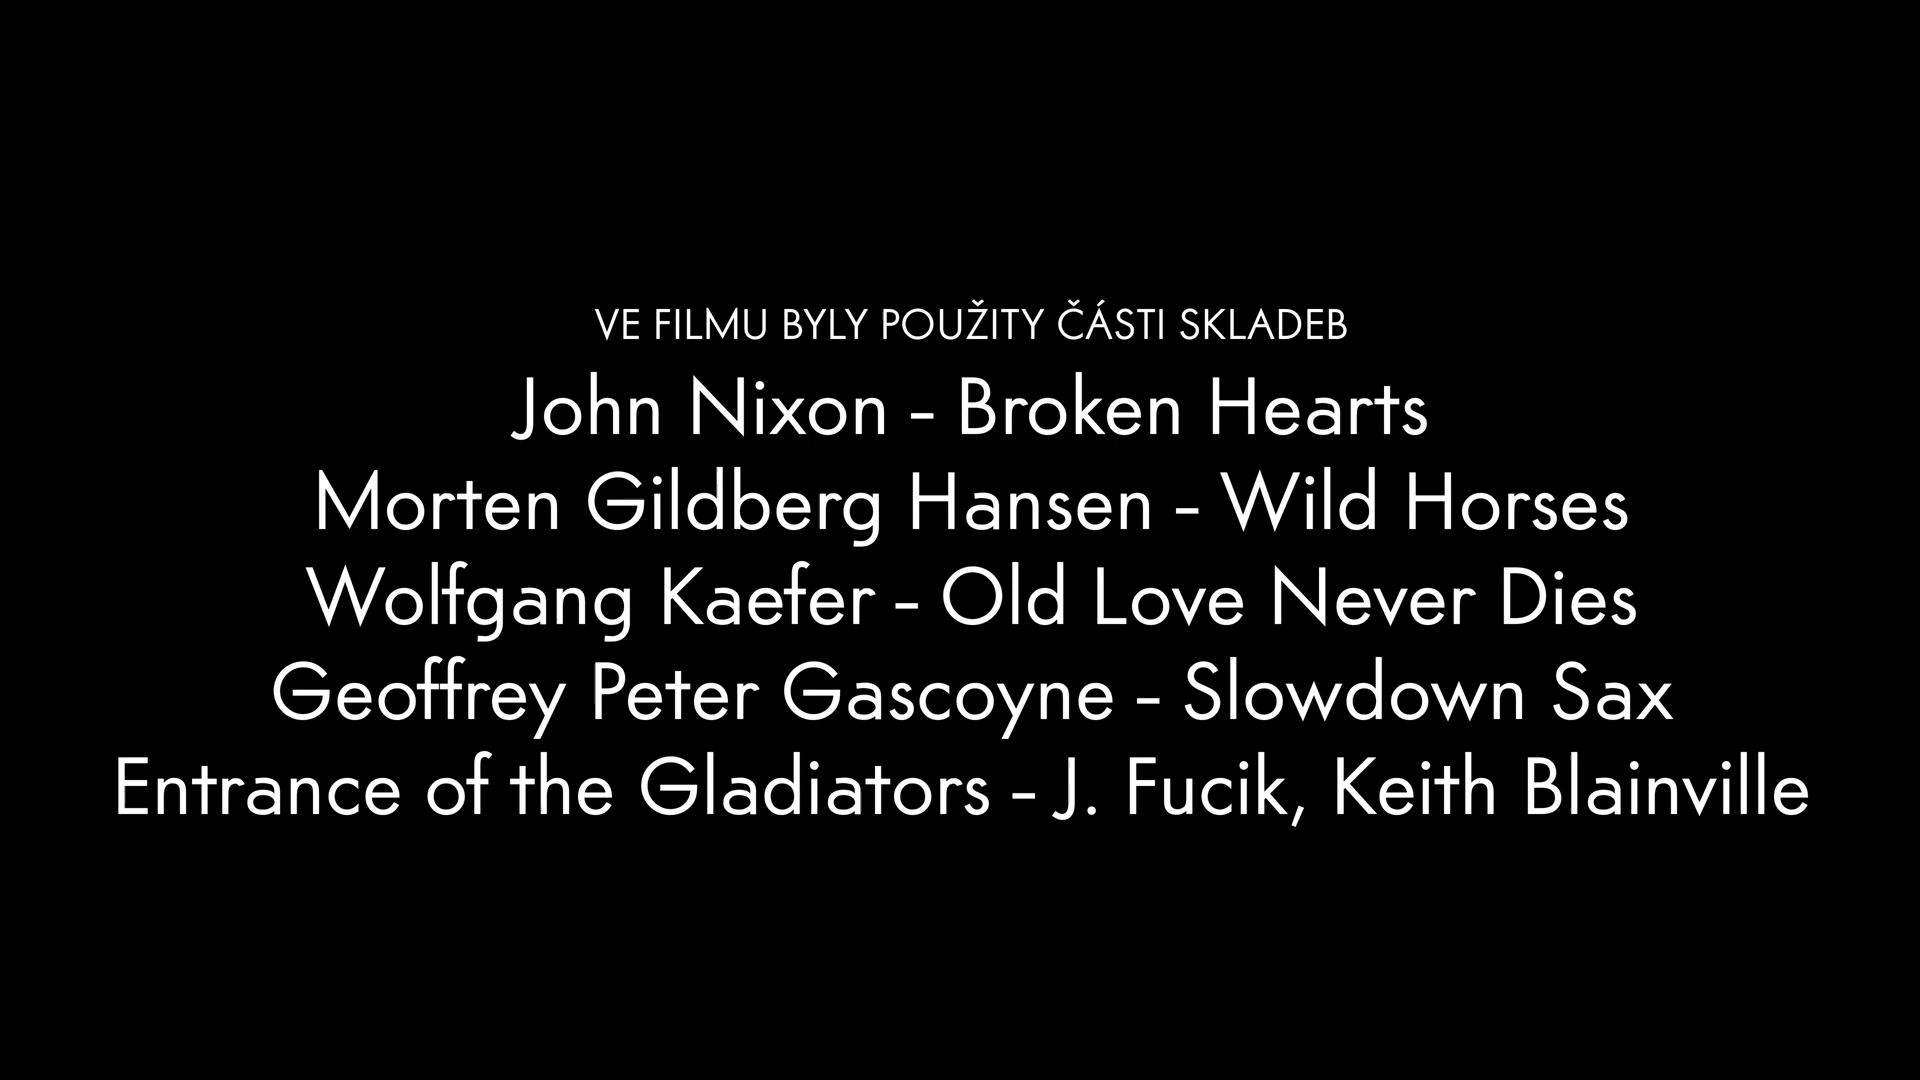 VE FILMU BYLY POUŽITY ČÁSTI SKLADEB
John Nixon - Broken Hearts
Morten Gildberg Hansen - Wild Horses
Wolfgang Kaefer - Old Love Never Dies
Geoffrey Peter Gascoyne - Slowdown Sax
Entrance of the Gladiators - J. Fucik, Keith Blainville